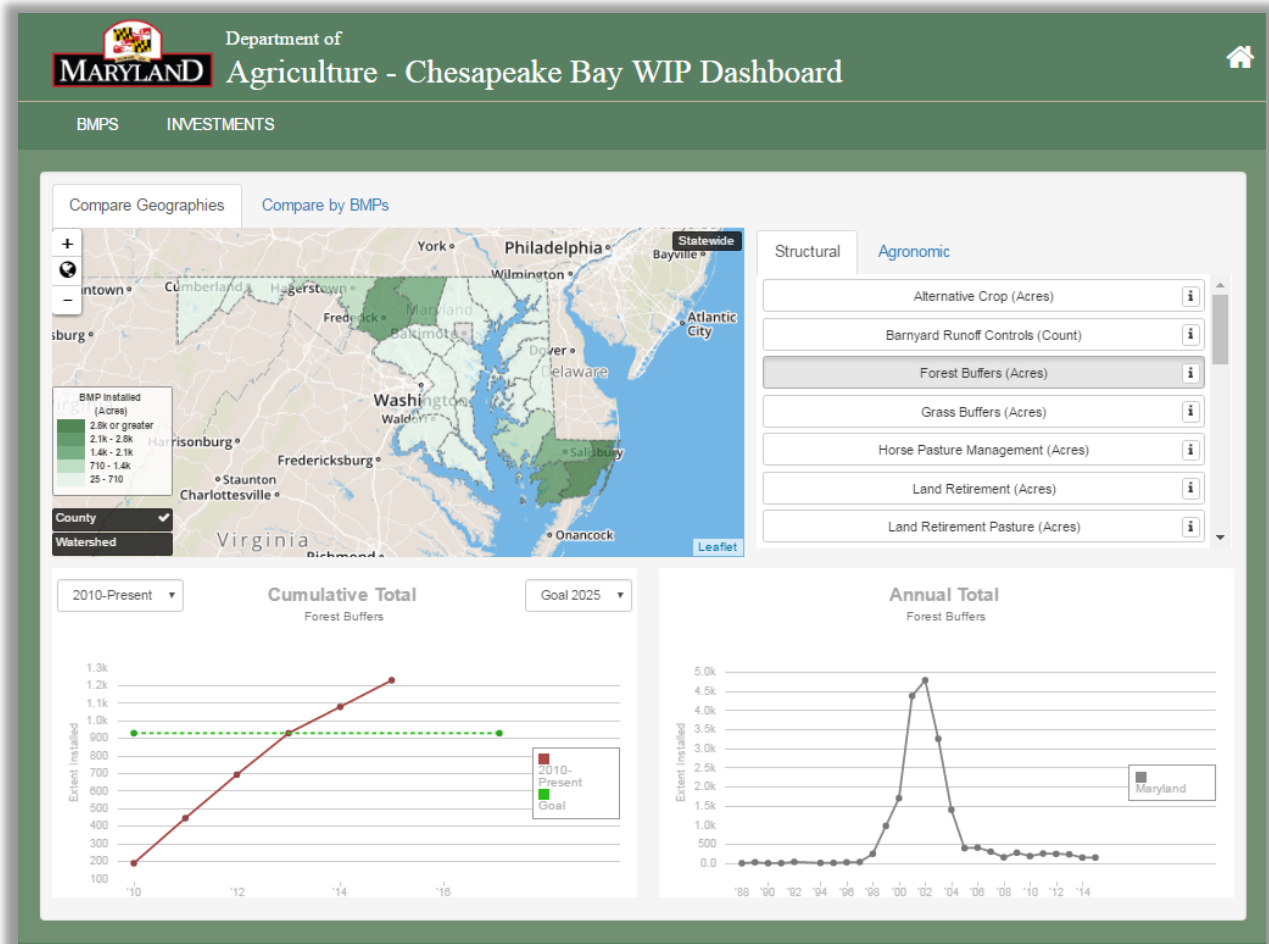 Department of
MARYLAND
Agriculture - Chesapeake Bay WIP Dashboard
BMPS INVESTMENTS
Compare Geographies Compare by BMPs
+
−
Statewide
York
Philadelphia
Bayville
Wilmington
Cumberland
Hagerstown
Frederick
Maryland
Baltimore
Atlantic
City
Dover
Delaware
Washington
Waldorf
Salisbury
Harrisonburg
Fredericksburg
Staunton
Charlottesville
Virginia
Richmond
Onancock
BMP Installed
(Acres)
2.8k or greater
2.1k - 2.8k
1.4k - 2.1k
710 - 1.4k
25 - 710
County
Watershed
Leaflet
Structural Agronomic
Alternative Crop (Acres) i
Barnyard Runoff Controls (Count) i
Forest Buffers (Acres) i
Grass Buffers (Acres) i
Horse Pasture Management (Acres) i
Land Retirement (Acres) i
Land Retirement Pasture (Acres) i
2010-Present
Cumulative Total
Goal 2025
Forest Buffers
Extent Installed
1.3k
1.2k
1.1k
1.0k
900
800
700
600
500
400
300
200
100
'10 '12 '14 '16
2010-
Present
Goal
Annual Total
Forest Buffers
Extent Installed
5.0k
4.5k
4.0k
3.5k
3.0k
2.5k
2.0k
1.5k
1.0k
500
0.0
'88 '90 '92 '94 '96 '98 '00 '02 '04 '06 '08 '10 '12 '14
Maryland